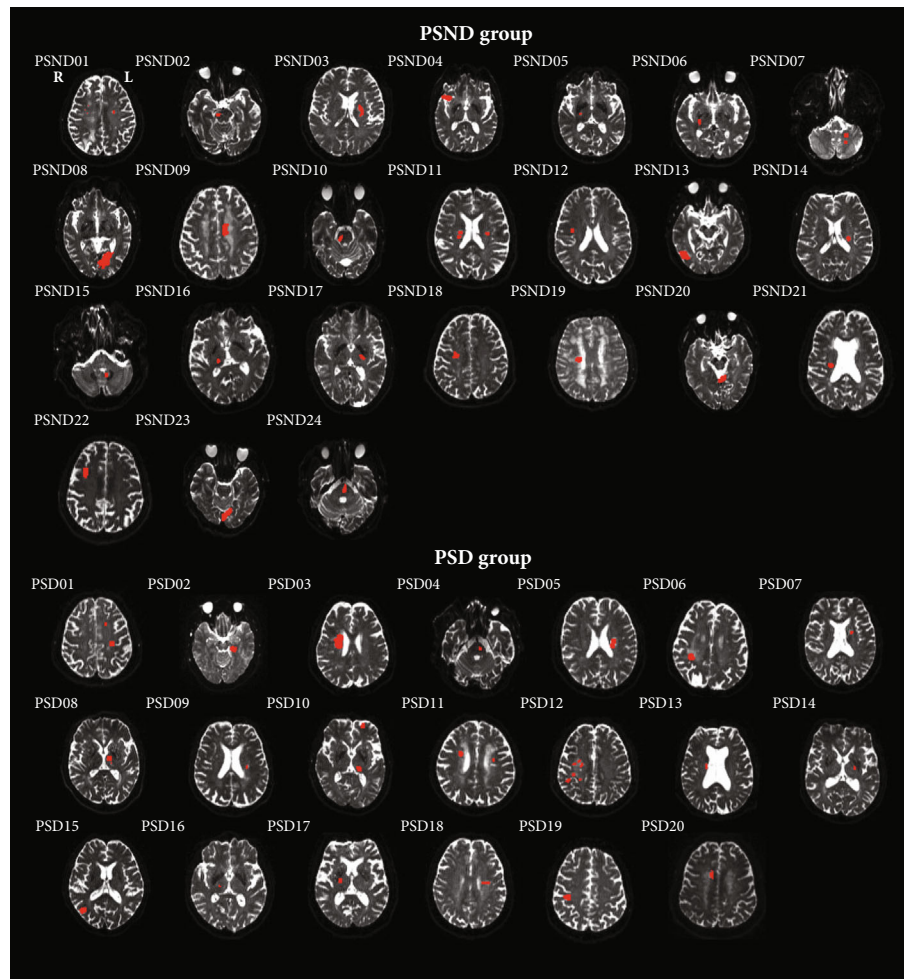 PSND group
PSND01 PSND02 PSND03 PSND04 PSND05 PSND06 PSND07
R L
PSND08 PSND09 PSND10 PSND11 PSND12 PSND13 PSND14
PSND15 PSND16 PSND17 PSND18 PSND19 PSND20 PSND21
PSND22 PSND23 PSND24
PSD group
PSD01 PSD02 PSD03 PSD04 PSD05 PSD06 PSD07
PSD08 PSD09 PSD10 PSD11 PSD12 PSD13 PSD14
PSD15 PSD16 PSD17 PSD18 PSD19 PSD20